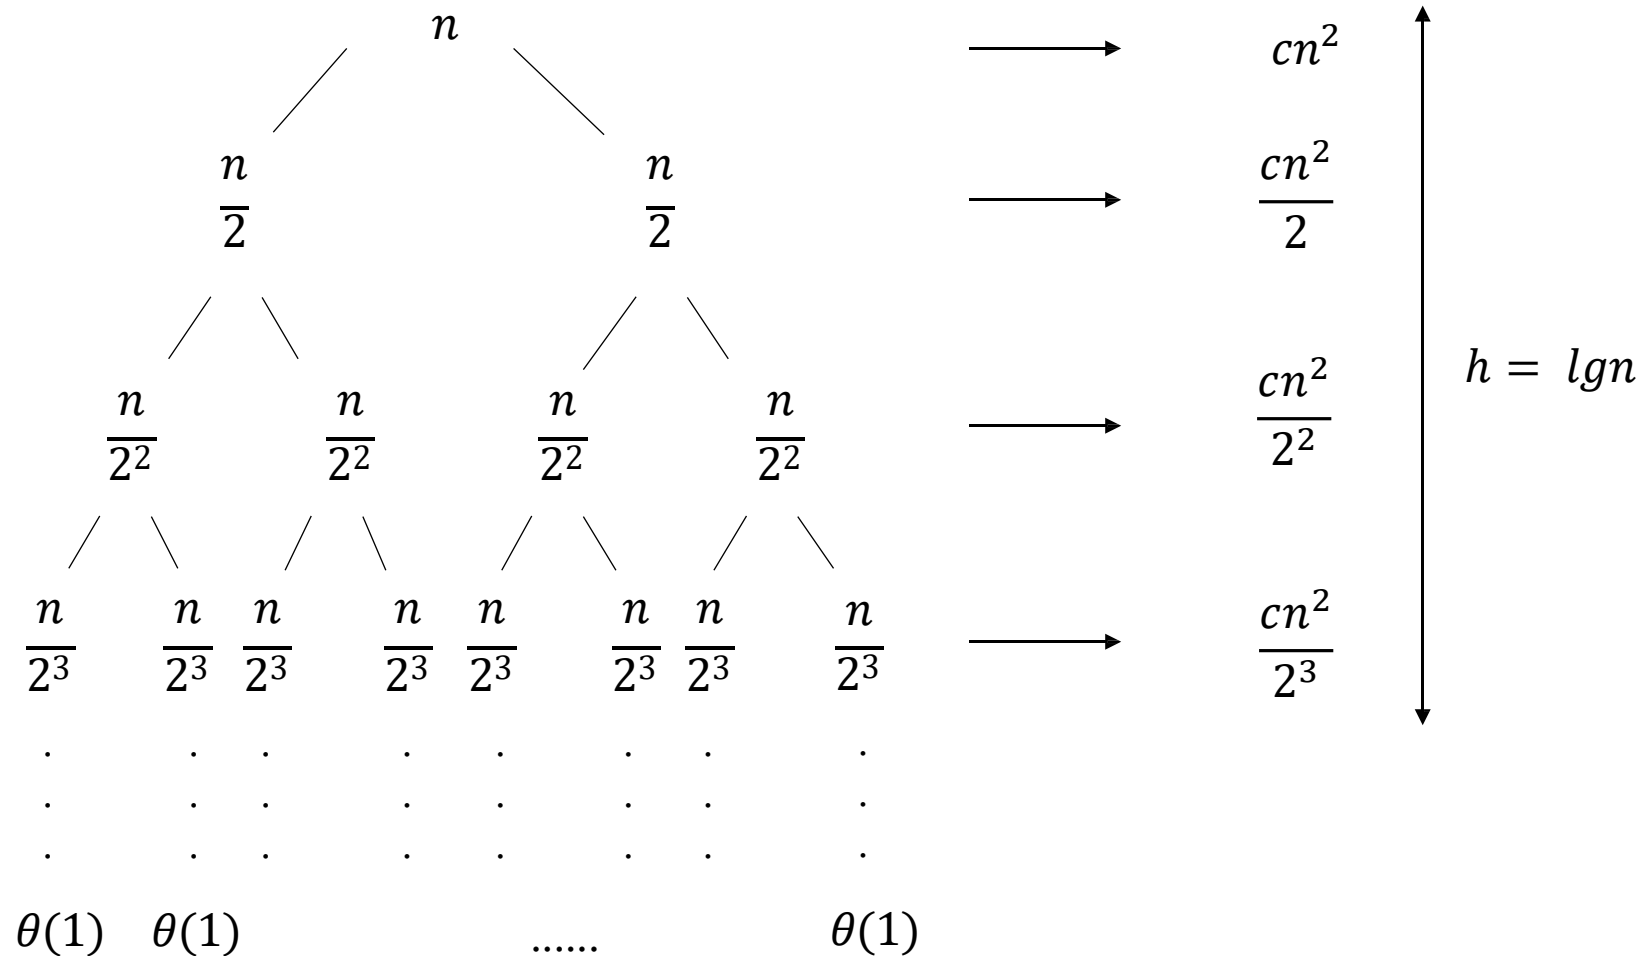 n → cn²
n/2 n/2 → cn²/2
n/2² n/2² n/2² n/2² → cn²/2²
h = lgn
n/2³ n/2³ n/2³ n/2³ n/2³ n/2³ n/2³ n/2³ → cn²/2³
. . . . . . . .
. . . . . . . .
. . . . . . . .
θ(1) θ(1) ...... θ(1)